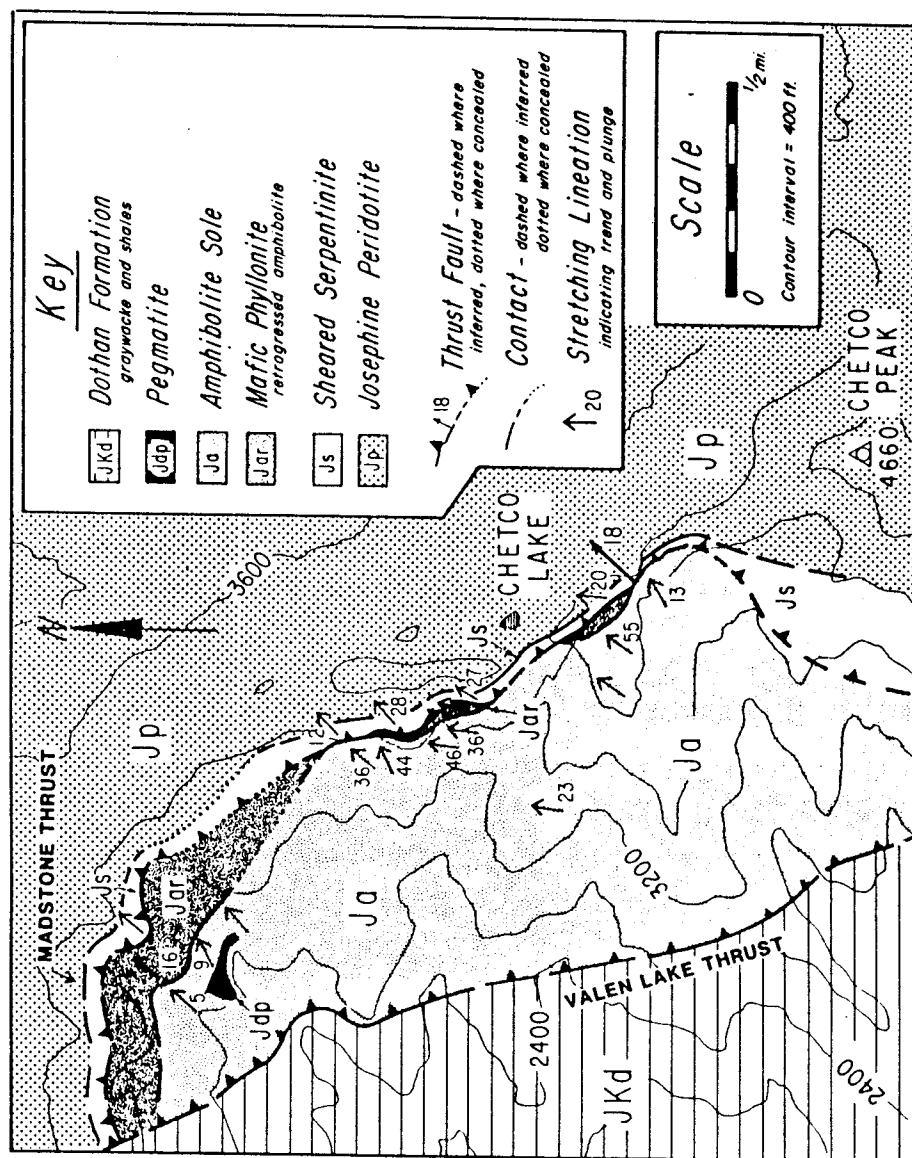 Key
JKd
Dothan Formation
graywacke and shales
Jdp
Pegmatite
Ja
Amphibolite Sole
Jar
Mafic Phyllonite
retrogressed amphibolite
Js
Sheared Serpentinite
Jp
Josephine Peridotite
18
Thrust Fault - dashed where
inferred, dotted where concealed
Contact - dashed where inferred
dotted where concealed
20
Stretching Lineation
indicating trend and plunge
Scale
0
1/2 mi.
Contour interval = 400 ft.
N
MADSTONE THRUST
Js
Jp
3600
Jar
16
9
15
Jdp
Ja
12
28
36
44
27
46
36
Js
CHETCO
LAKE
Jar
23
20
18
55
13
Jp
CHETCO
PEAK
4660
Ja
Js
3200
VALEN LAKE THRUST
2400
JKd
2400